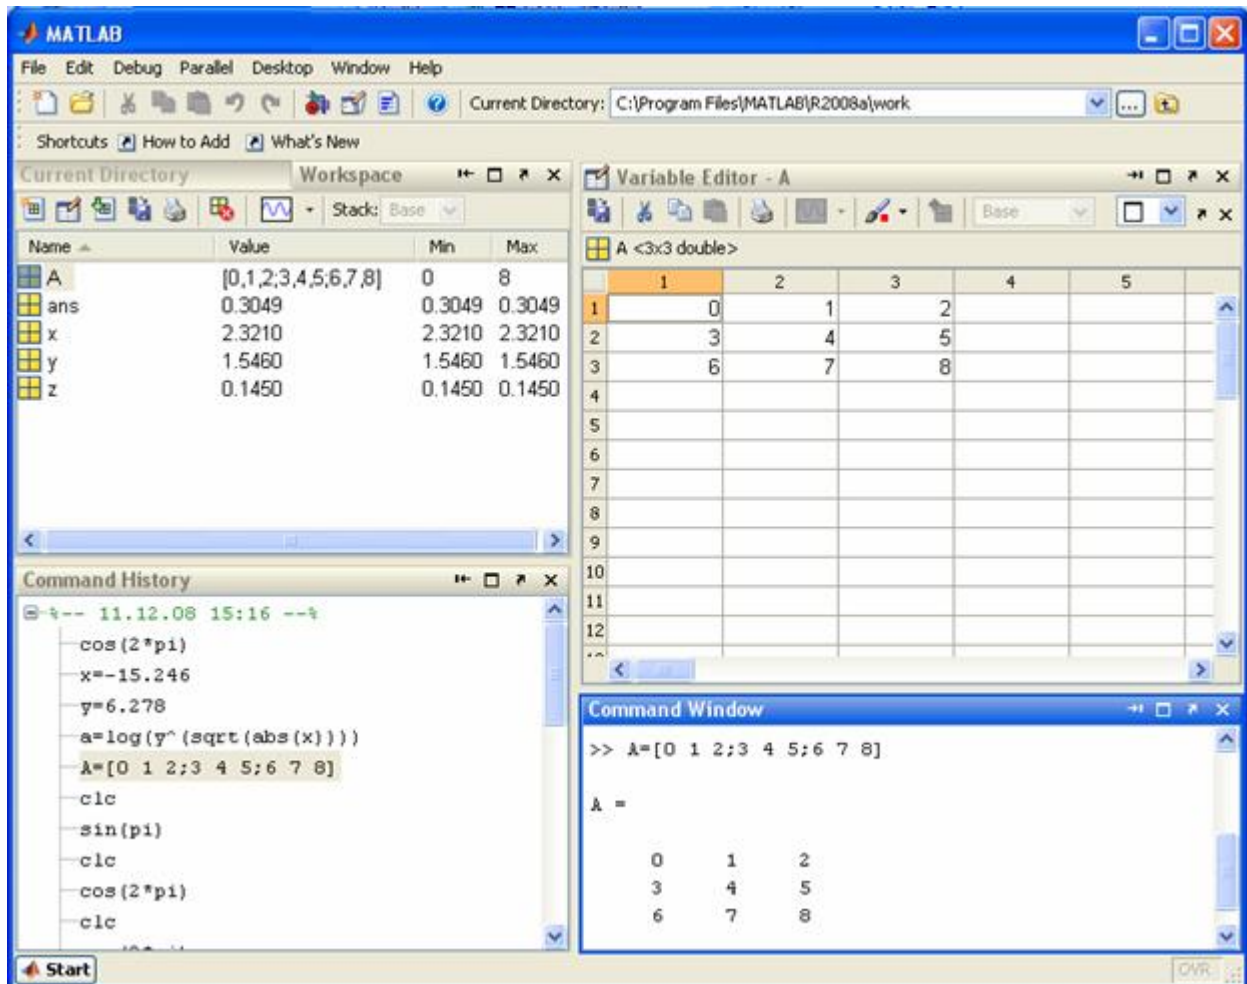 MATLAB
File Edit Debug Parallel Desktop Window Help
Current Directory: C:\Program Files\MATLAB\R2008a\work
Shortcuts How to Add What's New
Current Directory Workspace
Stack: Base
Name Value Min Max
A [0,1,2;3,4,5;6,7,8] 0 8
ans 0.3049 0.3049 0.3049
x 2.3210 2.3210 2.3210
y 1.5460 1.5460 1.5460
z 0.1450 0.1450 0.1450
Variable Editor - A
Base
A <3x3 double>
1 2 3 4 5
1 0 1 2
2 3 4 5
3 6 7 8
4
5
6
7
8
9
10
11
12
Command History
%-- 11.12.08 15:16 --%
cos(2*pi)
x=-15.246
y=6.278
a=log(y^(sqrt(abs(x))))
A=[0 1 2;3 4 5;6 7 8]
clc
sin(pi)
clc
cos(2*pi)
clc
Command Window
>> A=[0 1 2;3 4 5;6 7 8]
A =
0 1 2
3 4 5
6 7 8
Start
OVR